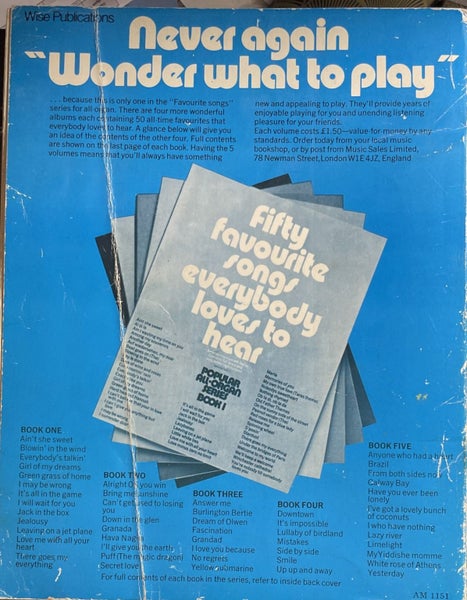 Wise Publications
Never again
"Wonder what to play"
... because this is only one in the "Favourite songs"
series for all organ. There are four more wonderful
albums each containing 50 all-time favourites that
everybody loves to hear. A glance below will give you
an idea of the contents of the other four. Full contents
are shown on the last page of each book. Having the 5
volumes means that you'll always have something
new and appealing to play. They'll provide years of
enjoyable playing for you and unending listening
pleasure for your friends.
Each volume costs £1.50—value-for-money by any
standards. Order today from your local music
bookshop, or by post from Music Sales Limited,
78 Newman Street, London W1E 4JZ, England
Fifty
favourite
songs
everybody
loves to
hear
POPULAR
ALL-ORGAN
SERIES
BOOK 1
BOOK ONE
Ain't she sweet
Blowin' in the wind
Everybody's talkin'
Girl of my dreams
Green grass of home
I may be wrong
It's all in the game
I will wait for you
Jack in the box
Jealousy
Leaving on a jet plane
Love me with all your
heart
There goes my
everything
BOOK TWO
Alright Okay you win
Bring me sunshine
Can't get used to losing
you
Down in the glen
Granada
Hava Nagila
I'll give you the earth
Puff (The magic dragon)
Secret love
BOOK THREE
Answer me
Burlington Bertie
Dream of Olwen
Fascination
Grandad
I love you because
No regrets
Yellow submarine
BOOK FOUR
Downtown
It's impossible
Lullaby of birdland
Mistakes
Side by side
Smile
Up up and away
BOOK FIVE
Anyone who had a heart
Brazil
From both sides now
Galway Bay
Have you ever been
lonely
I've got a lovely bunch
of coconuts
I who have nothing
Lazy river
Limelight
My Yiddishe momme
White rose of Athens
Yesterday
For full contents of each book in the series, refer to inside back cover
AM 1151